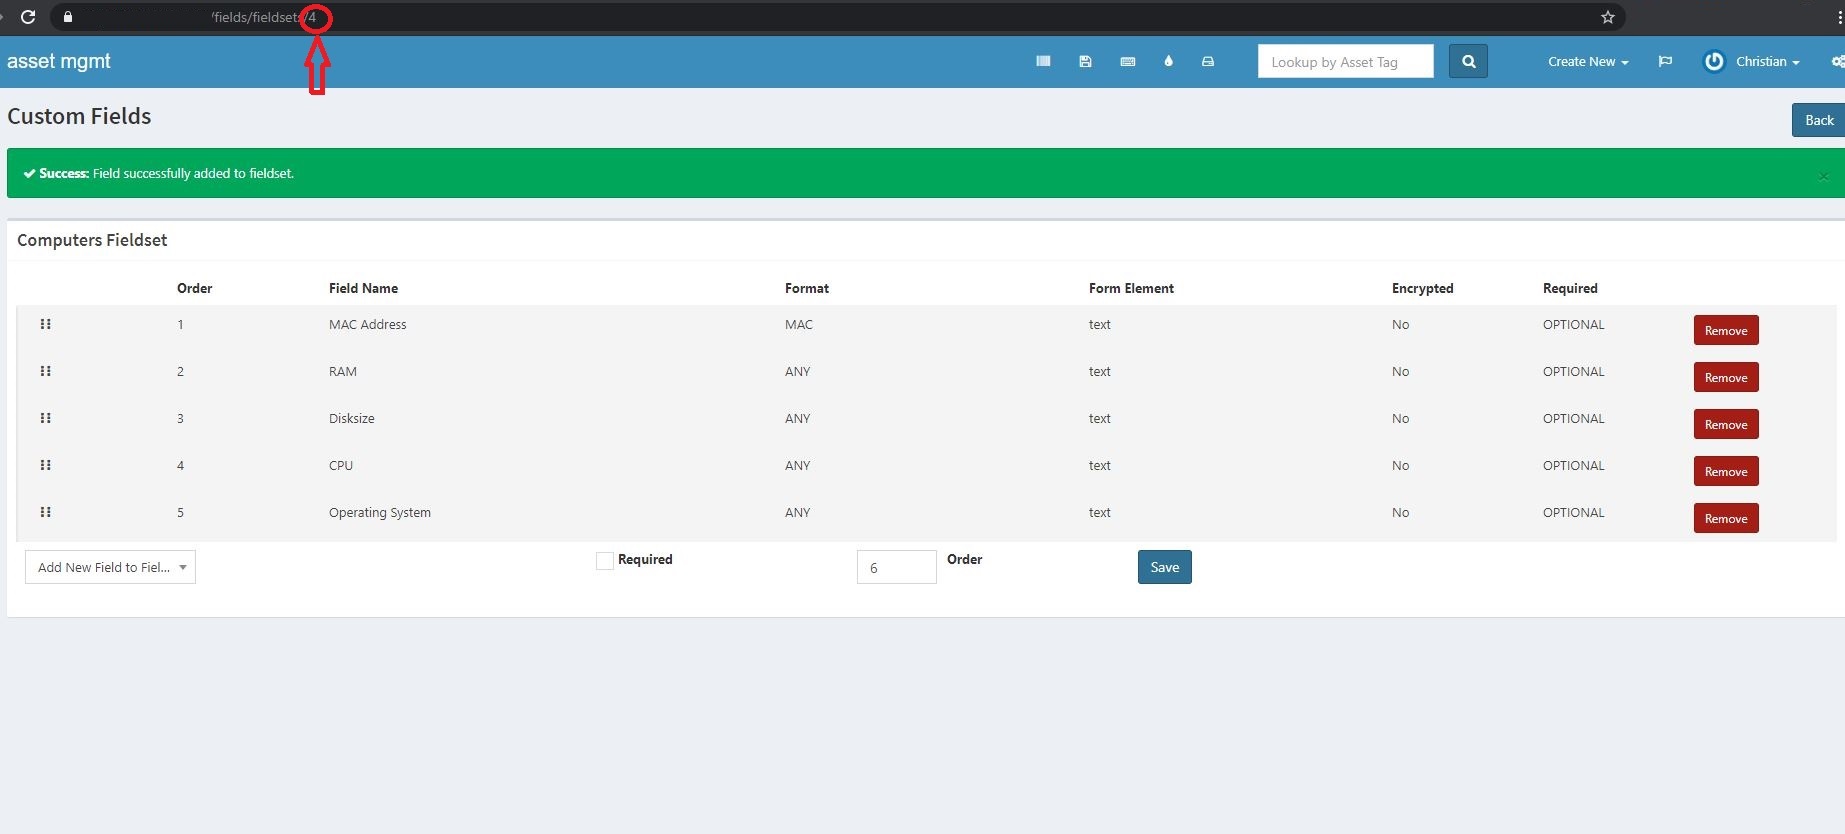 /fields/fieldsets/4
asset mgmt
Lookup by Asset Tag
Create New
Christian
Custom Fields
Back
Success: Field successfully added to fieldset.
×
Computers Fieldset
Order Field Name Format Form Element Encrypted Required
1 MAC Address MAC text No OPTIONAL Remove
2 RAM ANY text No OPTIONAL Remove
3 Disksize ANY text No OPTIONAL Remove
4 CPU ANY text No OPTIONAL Remove
5 Operating System ANY text No OPTIONAL Remove
Add New Field to Fiel... Required 6 Order Save